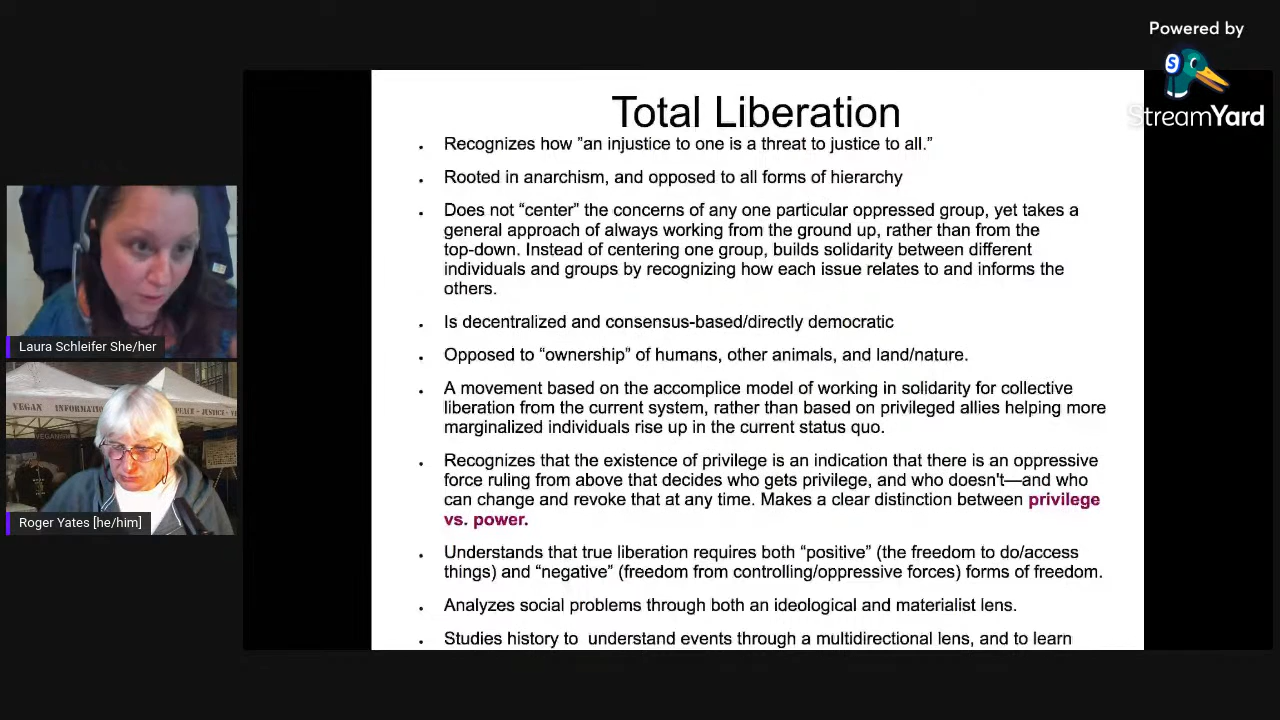 Powered by
S
StreamYard
Total Liberation
Recognizes how ”an injustice to one is a threat to justice to all.”
Rooted in anarchism, and opposed to all forms of hierarchy
Does not “center” the concerns of any one particular oppressed group, yet takes a
general approach of always working from the ground up, rather than from the
top-down. Instead of centering one group, builds solidarity between different
individuals and groups by recognizing how each issue relates to and informs the
others.
Is decentralized and consensus-based/directly democratic
Opposed to “ownership” of humans, other animals, and land/nature.
A movement based on the accomplice model of working in solidarity for collective
liberation from the current system, rather than based on privileged allies helping more
marginalized individuals rise up in the current status quo.
Recognizes that the existence of privilege is an indication that there is an oppressive
force ruling from above that decides who gets privilege, and who doesn't—and who
can change and revoke that at any time. Makes a clear distinction between privilege
vs. power.
Understands that true liberation requires both “positive” (the freedom to do/access
things) and “negative” (freedom from controlling/oppressive forces) forms of freedom.
Analyzes social problems through both an ideological and materialist lens.
Studies history to  understand events through a multidirectional lens, and to learn
Laura Schleifer She/her
VEGAN INFORMATION
JUSTICE
Roger Yates [he/him]